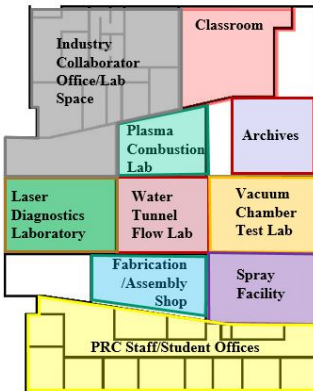 Classroom
Industry
Collaborator
Office/Lab
Space
Plasma
Combustion
Lab
Archives
Laser
Diagnostics
Laboratory
Water
Tunnel
Flow Lab
Vacuum
Chamber
Test Lab
Fabrication
/Assembly
Shop
Spray
Facility
PRC Staff/Student Offices